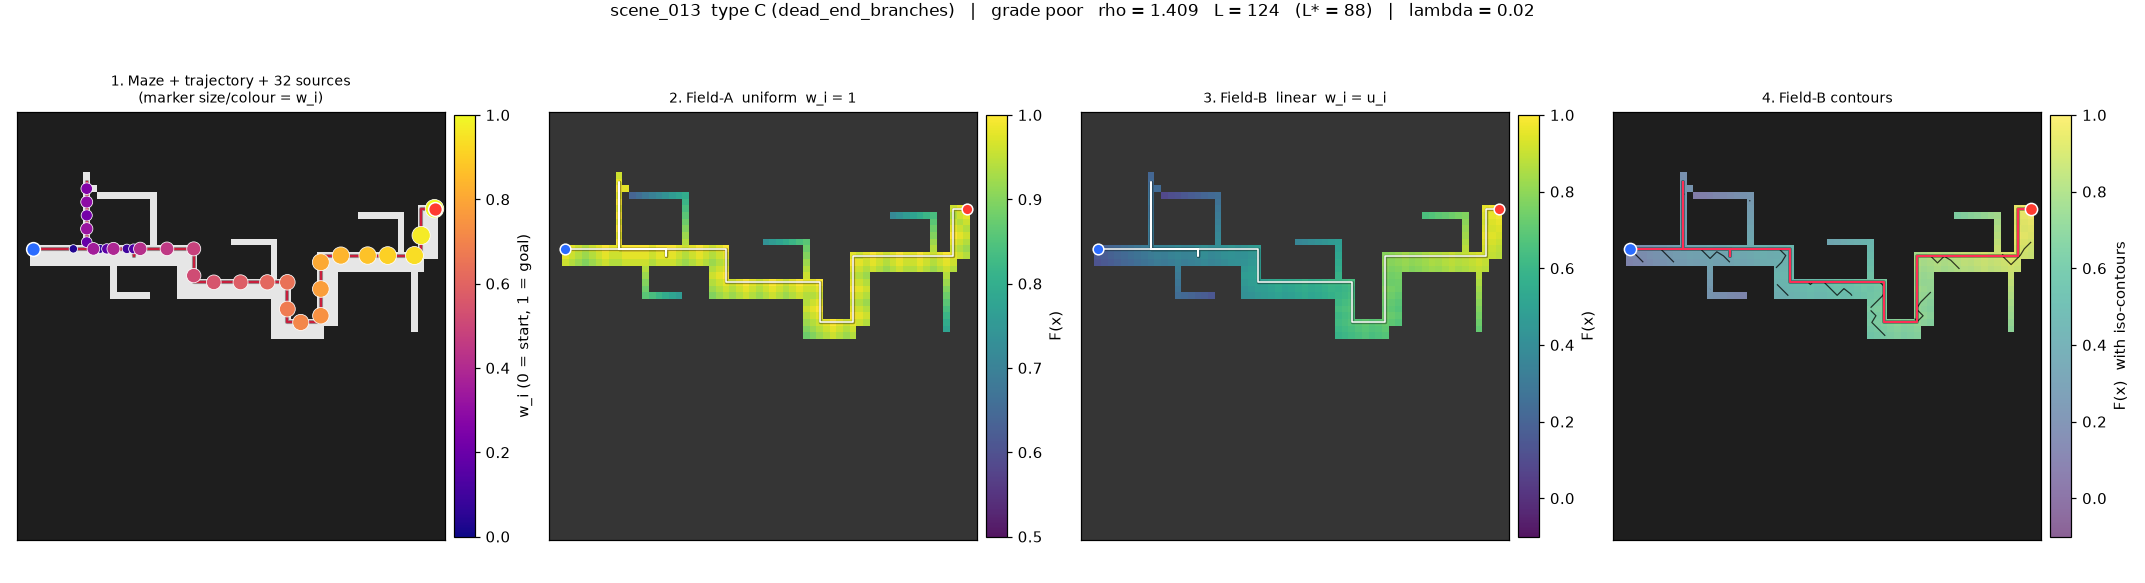 scene_013  type C (dead_end_branches)   |   grade poor   rho = 1.409   L = 124   (L* = 88)   |   lambda = 0.02
1. Maze + trajectory + 32 sources
(marker size/colour = w_i)
1.0
0.8
0.6
0.4
0.2
0.0
w_i (0 = start, 1 = goal)
2. Field-A  uniform  w_i = 1
1.0
0.9
0.8
0.7
0.6
0.5
F(x)
3. Field-B  linear  w_i = u_i
1.0
0.8
0.6
0.4
0.2
0.0
F(x)
4. Field-B contours
1.0
0.8
0.6
0.4
0.2
0.0
F(x)  with iso-contours